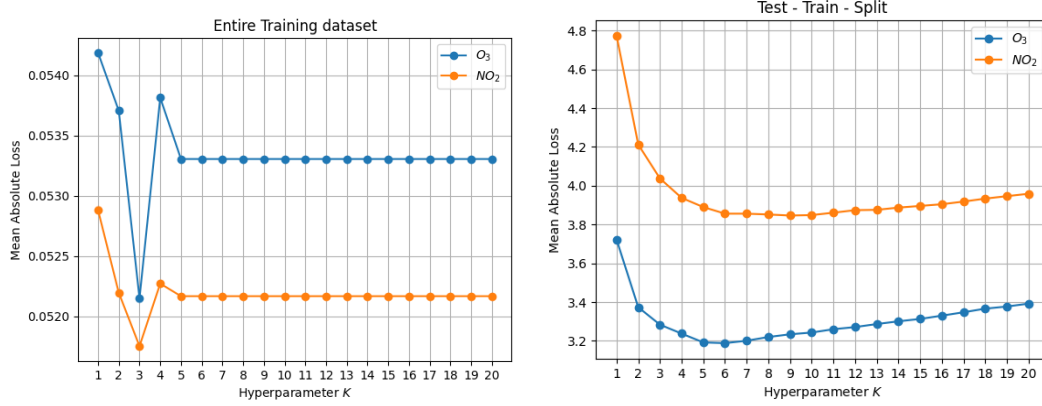 Entire Training dataset
Mean Absolute Loss
0.0540
0.0535
0.0530
0.0525
0.0520
O3
NO2
1 2 3 4 5 6 7 8 9 10 11 12 13 14 15 16 17 18 19 20
Hyperparameter K
Test - Train - Split
Mean Absolute Loss
4.8
4.6
4.4
4.2
4.0
3.8
3.6
3.4
3.2
O3
NO2
1 2 3 4 5 6 7 8 9 10 11 12 13 14 15 16 17 18 19 20
Hyperparameter K